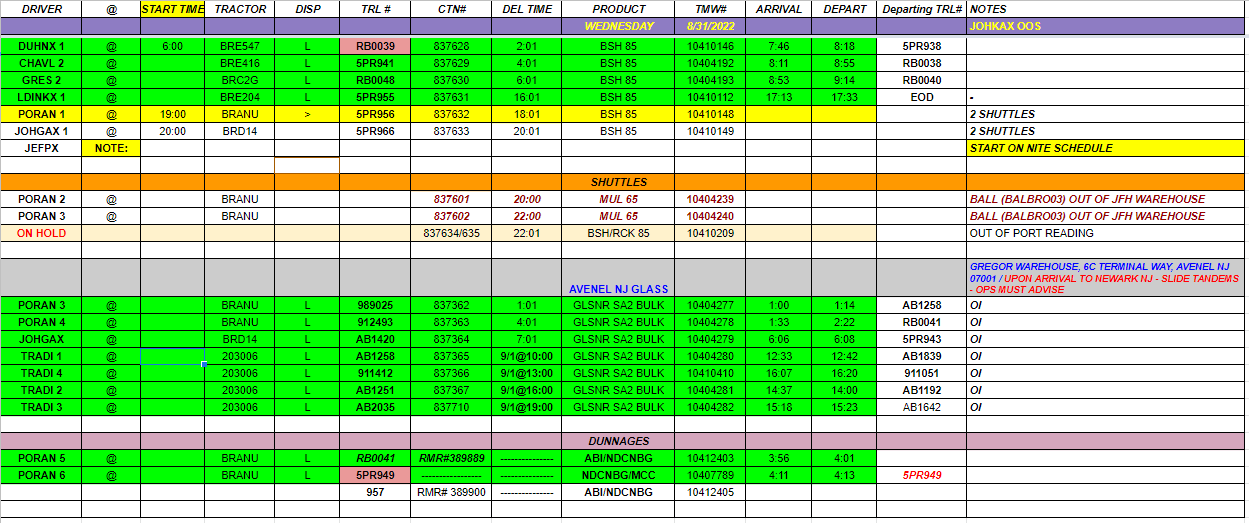 DRIVER @ START TIME TRACTOR DISP TRL # CTN# DEL TIME PRODUCT TMW# ARRIVAL DEPART Departing TRL# NOTES
WEDNESDAY 8/31/2022 JOHKAX OOS
DUHNX 1 @ 6:00 BRE547 L RB0039 837628 2:01 BSH 85 10410146 7:46 8:18 5PR938
CHAVL 2 @ BRE416 L 5PR941 837629 4:01 BSH 85 10404192 8:11 8:55 RB0038
GRES 2 @ BRC2G L RB0048 837630 6:01 BSH 85 10404193 8:53 9:14 RB0040
LDINKX 1 @ BRE204 L 5PR955 837631 16:01 BSH 85 10410112 17:13 17:33 EOD -
PORAN 1 @ 19:00 BRANU > 5PR956 837632 18:01 BSH 85 10410148 2 SHUTTLES
JOHGAX 1 @ 20:00 BRD14 5PR966 837633 20:01 BSH 85 10410149 2 SHUTTLES
JEFPX NOTE: START ON NITE SCHEDULE
SHUTTLES
PORAN 2 @ BRANU 837601 20:00 MUL 65 10404239 BALL (BALBRO03) OUT OF JFH WAREHOUSE
PORAN 3 @ BRANU 837602 22:00 MUL 65 10404240 BALL (BALBRO03) OUT OF JFH WAREHOUSE
ON HOLD 837634/635 22:01 BSH/RCK 85 10410209 OUT OF PORT READING
GREGOR WAREHOUSE, 6C TERMINAL WAY, AVENEL NJ
07001 / UPON ARRIVAL TO NEWARK NJ - SLIDE TANDEMS
AVENEL NJ GLASS - OPS MUST ADVISE
PORAN 3 @ BRANU L 989025 837362 1:01 GLSNR SA2 BULK 10404277 1:00 1:14 AB1258 OI
PORAN 4 @ BRANU L 912493 837363 4:01 GLSNR SA2 BULK 10404278 1:33 2:22 RB0041 OI
JOHGAX @ BRD14 L AB1420 837364 7:01 GLSNR SA2 BULK 10404279 6:06 6:08 5PR943 OI
TRADI 1 @ 203006 L AB1258 837365 9/1@10:00 GLSNR SA2 BULK 10404280 12:33 12:42 AB1839 OI
TRADI 4 @ 203006 L 911412 837366 9/1@13:00 GLSNR SA2 BULK 10404410 16:07 16:20 911051 OI
TRADI 2 @ 203006 L AB1251 837367 9/1@16:00 GLSNR SA2 BULK 10404281 14:37 14:00 AB1192 OI
TRADI 3 @ 203006 L AB2035 837710 9/1@19:00 GLSNR SA2 BULK 10404282 15:18 15:23 AB1642 OI
DUNNAGES
PORAN 5 @ BRANU L RB0041 RMR#389889 --------------- ABI/NDCNBG 10412403 3:56 4:01
PORAN 6 @ BRANU L 5PR949 ----------------- --------------- NDCNBG/MCC 10407789 4:11 4:13 5PR949
957 RMR# 389900 --------------- ABI/NDCNBG 10412405